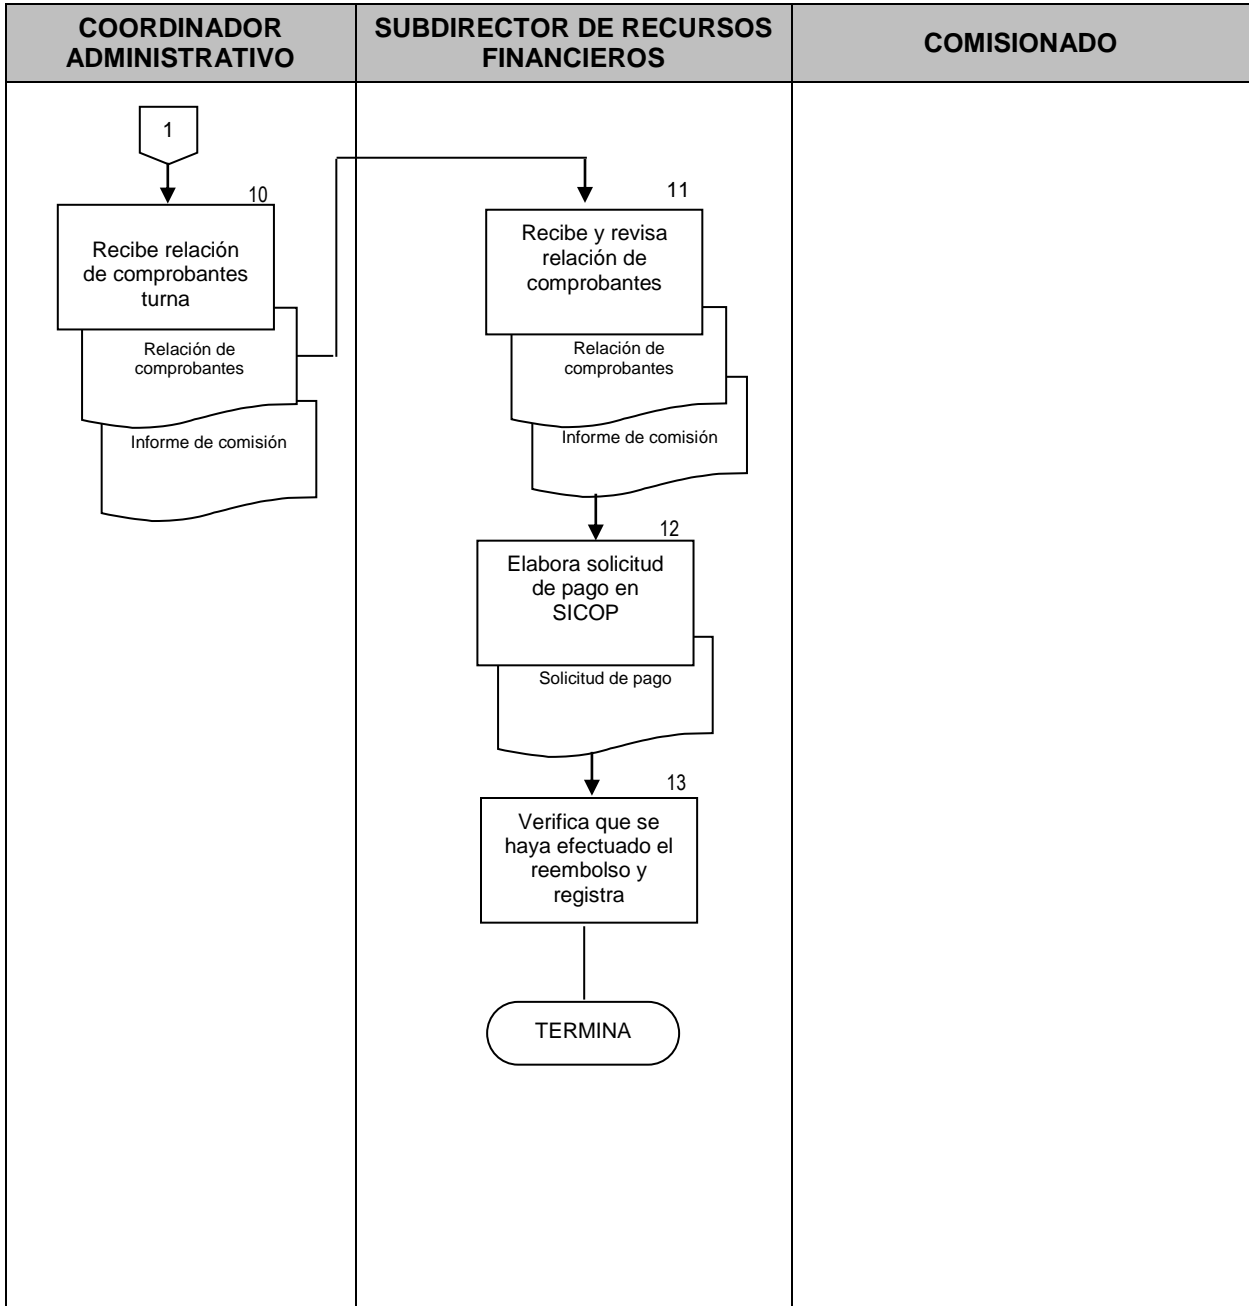 COORDINADOR
ADMINISTRATIVO
SUBDIRECTOR DE RECURSOS
FINANCIEROS
COMISIONADO
1
10
Recibe relación
de comprobantes
turna
Relación de
comprobantes
Informe de comisión
11
Recibe y revisa
relación de
comprobantes
Relación de
comprobantes
Informe de comisión
12
Elabora solicitud
de pago en
SICOP
Solicitud de pago
13
Verifica que se
haya efectuado el
reembolso y
registra
TERMINA